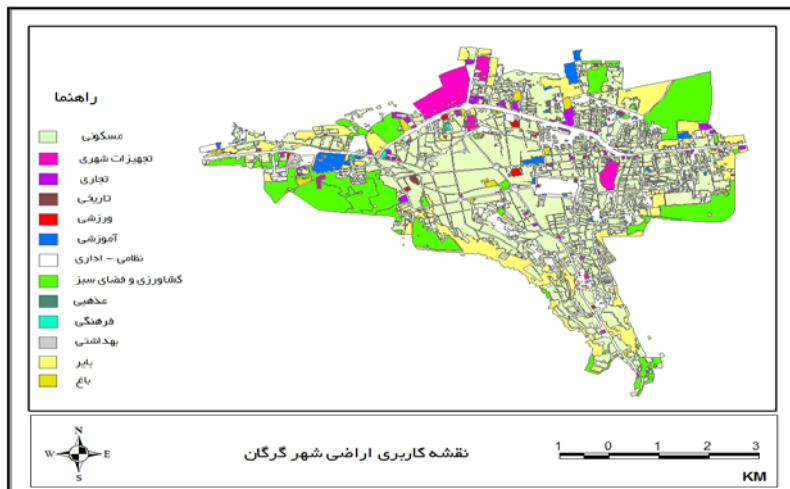 راهنما
مسکونی
تجهیزات شهری
تجاری
تاریخی
ورزشی
آموزشی
نظامی - اداری
کشاورزی و فضای سبز
مذهبی
فرهنگی
بهداشتی
بایر
باغ
N
W E
S
نقشه کاربری اراضی شهر گرگان
1 0 1 2 3
KM